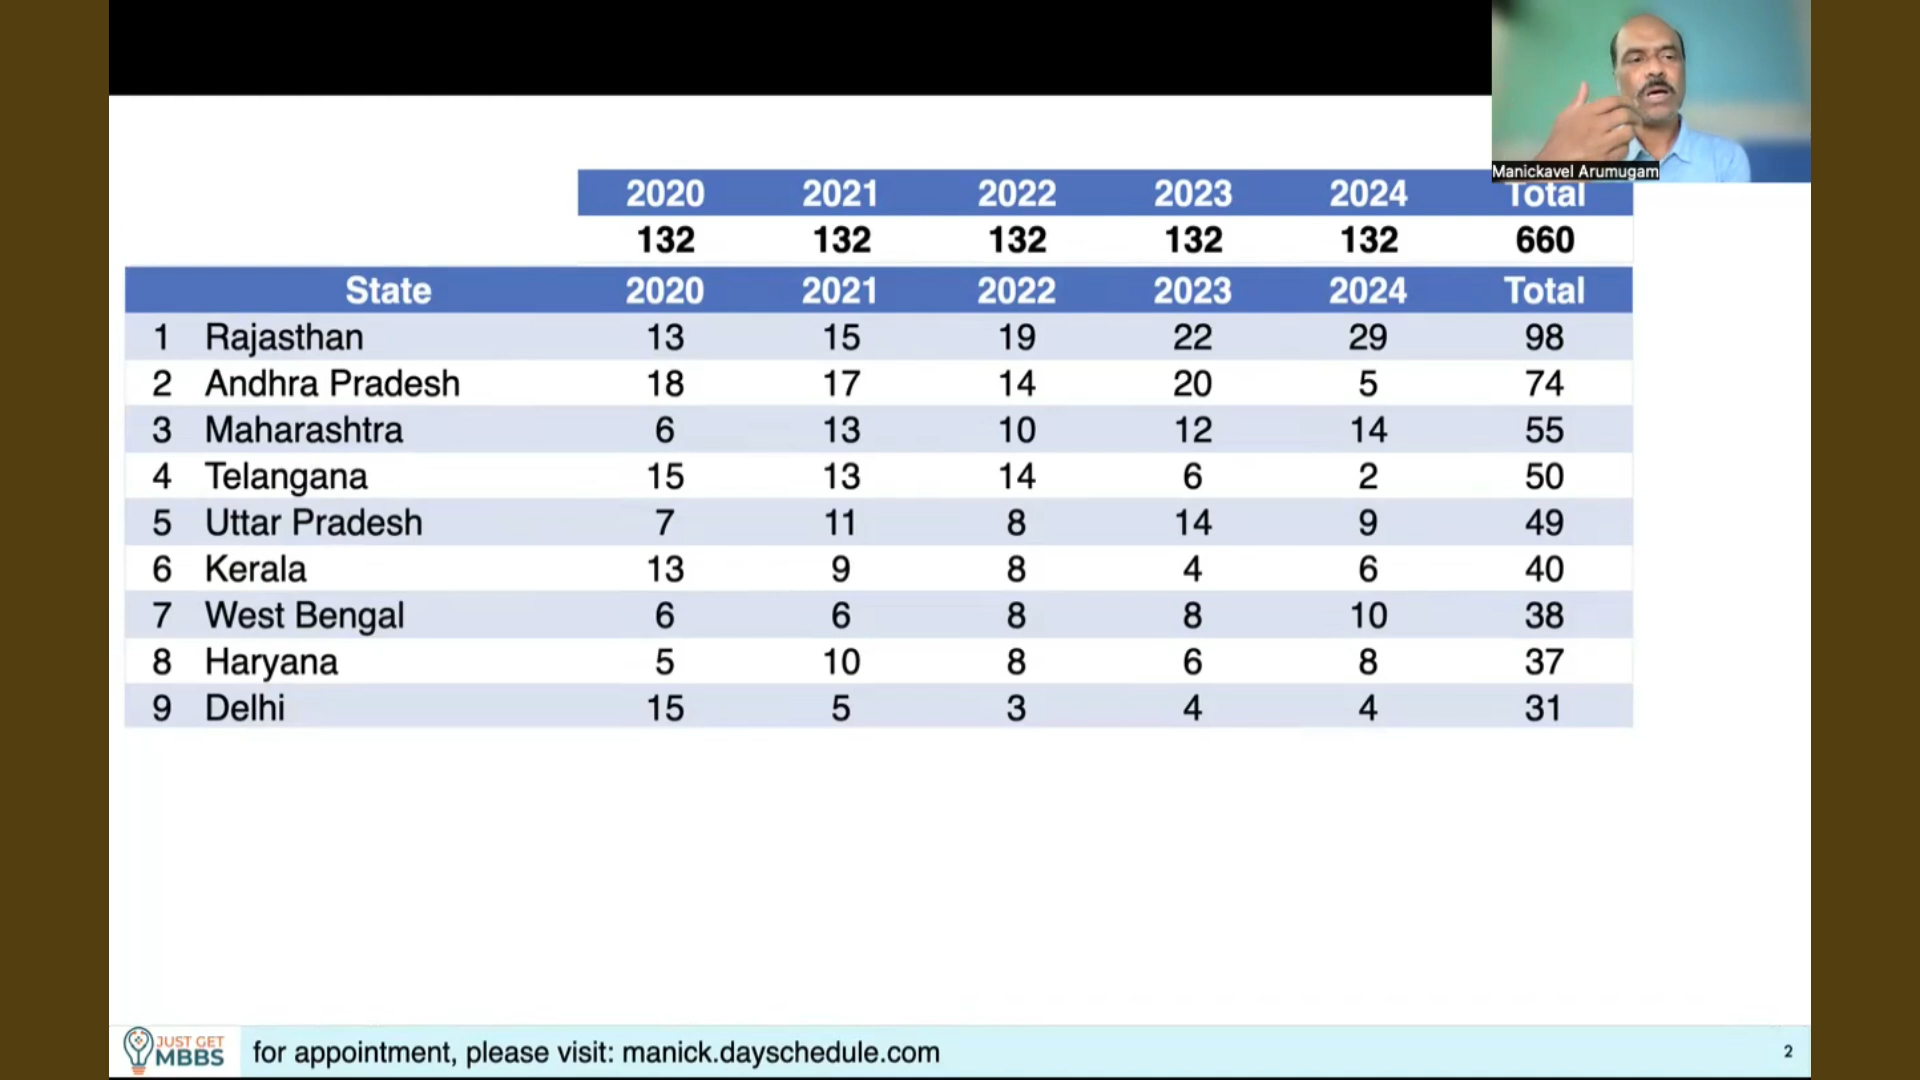 Manickavel Arumugam
2020 2021 2022 2023 2024 Total
132 132 132 132 132 660
State 2020 2021 2022 2023 2024 Total
1 Rajasthan 13 15 19 22 29 98
2 Andhra Pradesh 18 17 14 20 5 74
3 Maharashtra 6 13 10 12 14 55
4 Telangana 15 13 14 6 2 50
5 Uttar Pradesh 7 11 8 14 9 49
6 Kerala 13 9 8 4 6 40
7 West Bengal 6 6 8 8 10 38
8 Haryana 5 10 8 6 8 37
9 Delhi 15 5 3 4 4 31
JUST GET
MBBS
for appointment, please visit: manick.dayschedule.com
2